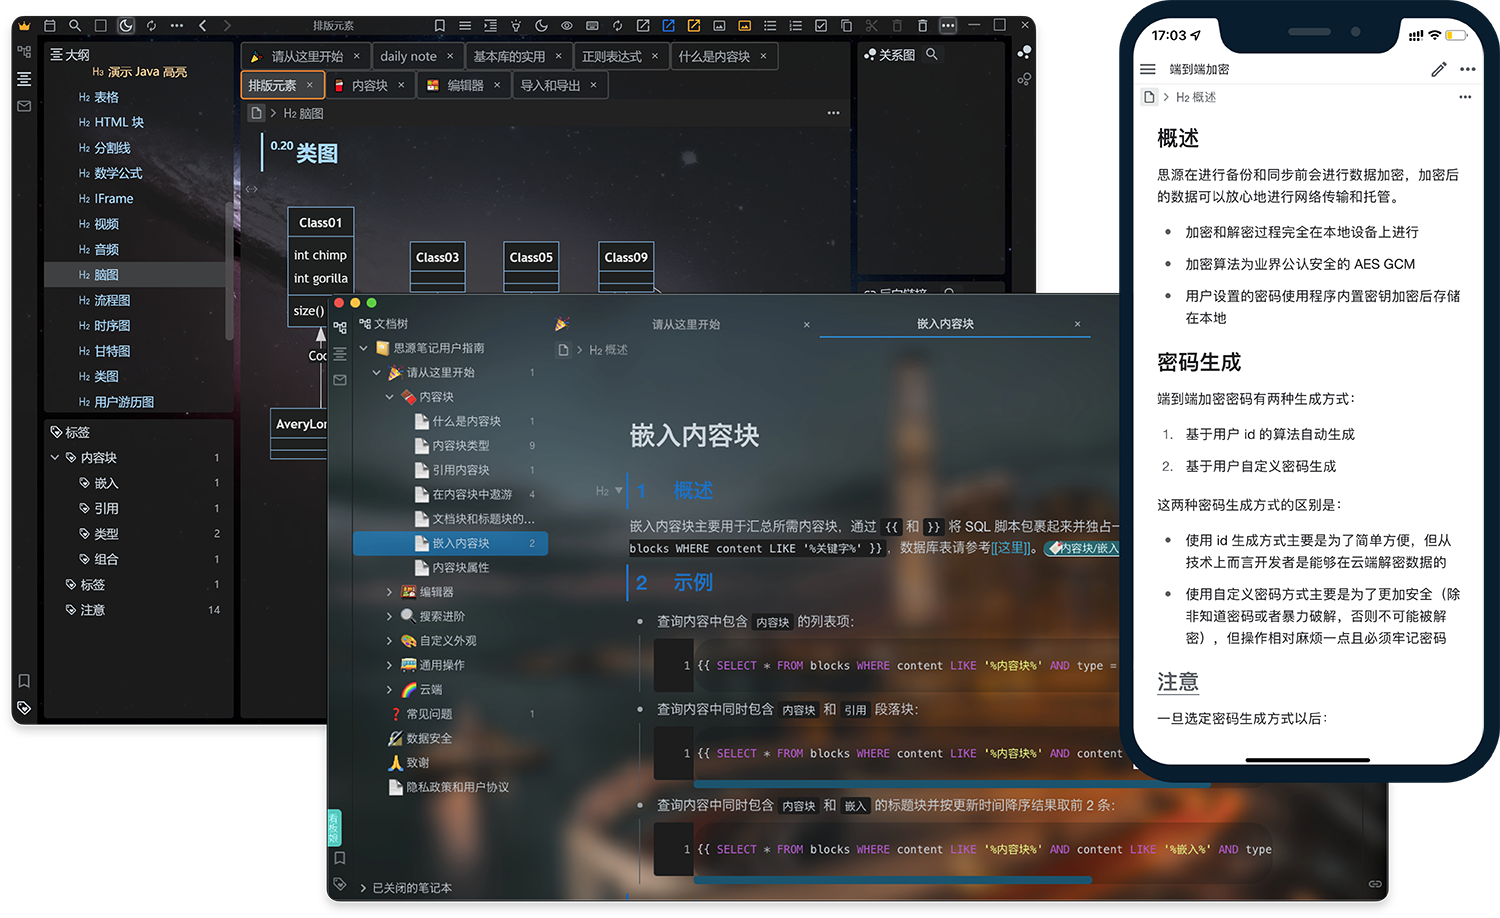 排版元素
大纲
H3 演示 Java 高亮
H2 表格
H2 HTML 块
H2 分割线
H2 数学公式
H2 IFrame
H2 视频
H2 音频
H2 脑图
H2 流程图
H2 时序图
H2 甘特图
H2 类图
H2 用户游历图
标签
内容块 1
嵌入 1
引用 1
类型 2
组合 1
标签 1
注意 14
请从这里开始 ×
daily note ×
基本库的实用 ×
正则表达式 ×
什么是内容块 ×
排版元素 ×
内容块 ×
编辑器 ×
导入和导出 ×
H2 脑图
0.20 类图
Class01
int chimp
int gorilla
size()
Class03
Class05
Class09
Coo
AveryLon
关系图
反向链接
文档树
思源笔记用户指南
请从这里开始 1
内容块
什么是内容块 1
内容块类型 9
引用内容块 1
在内容块中遨游 4
文档块和标题块的...
嵌入内容块 2
内容块属性
编辑器
搜索进阶
自定义外观
通用操作
云端
常见问题 1
数据安全
致谢
隐私政策和用户协议
看板娘
已关闭的笔记本
请从这里开始 ×
嵌入内容块 ×
H2 概述
嵌入内容块
H2 1 概述
嵌入内容块主要用于汇总所需内容块，通过 {{ 和 }} 将 SQL 脚本包裹起来并独占一
blocks WHERE content LIKE '%关键字%' }}，数据库表请参考[[这里]]。 内容块/嵌入
2 示例
查询内容中包含 内容块 的列表项：
1 {{ SELECT * FROM blocks WHERE content LIKE '%内容块%' AND type =
查询内容中同时包含 内容块 和 引用 段落块：
1 {{ SELECT * FROM blocks WHERE content LIKE '%内容块%' AND content
查询内容中同时包含 内容块 和 嵌入 的标题块并按更新时间降序结果取前 2 条：
1 {{ SELECT * FROM blocks WHERE content LIKE '%内容块%' AND content LIKE '%嵌入%' AND type
17:03
端到端加密
H2 概述
概述
思源在进行备份和同步前会进行数据加密，加密后
的数据可以放心地进行网络传输和托管。
加密和解密过程完全在本地设备上进行
加密算法为业界公认安全的 AES GCM
用户设置的密码使用程序内置密钥加密后存储
在本地
密码生成
端到端加密密码有两种生成方式：
1. 基于用户 id 的算法自动生成
2. 基于用户自定义密码生成
这两种密码生成方式的区别是：
使用 id 生成方式主要是为了简单方便，但从
技术上而言开发者是能够在云端解密数据的
使用自定义密码方式主要是为了更加安全（除
非知道密码或者暴力破解，否则不可能被解
密），但操作相对麻烦一点且必须牢记密码
注意
一旦选定密码生成方式以后：